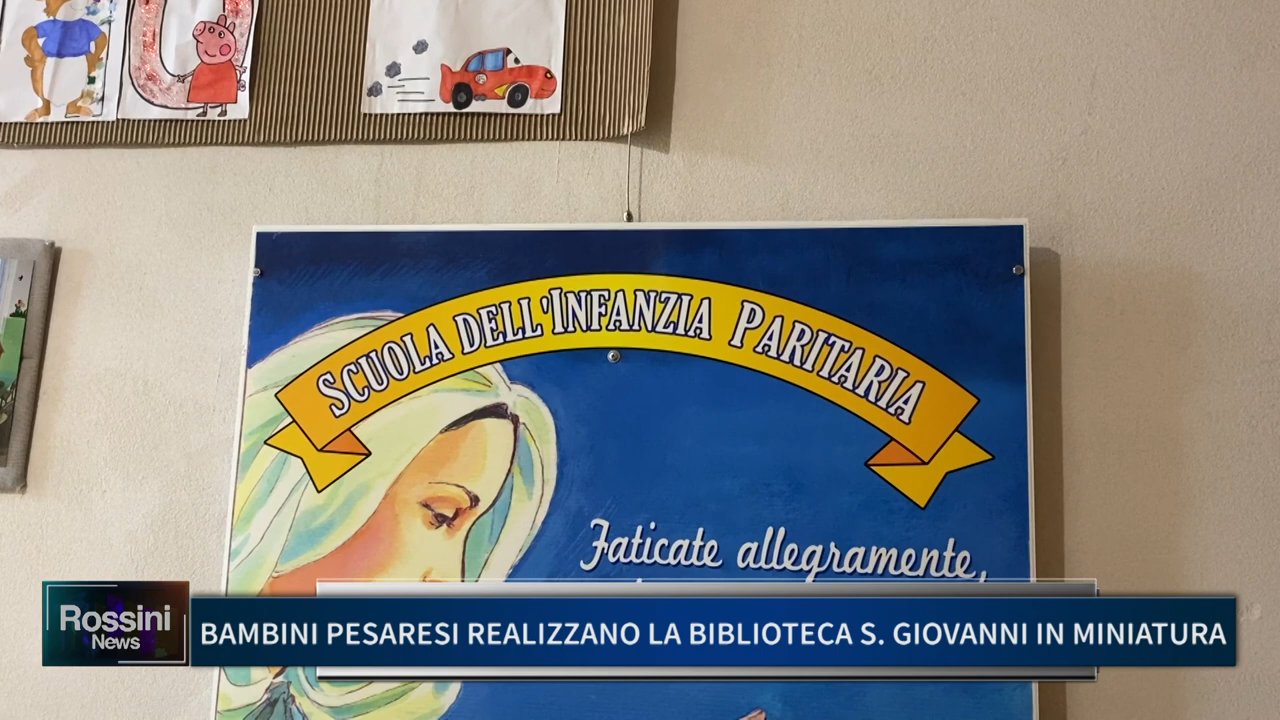 SCUOLA DELL'INFANZIA PARITARIA
Faticate allegramente,
Rossini
News
BAMBINI PESARESI REALIZZANO LA BIBLIOTECA S. GIOVANNI IN MINIATURA